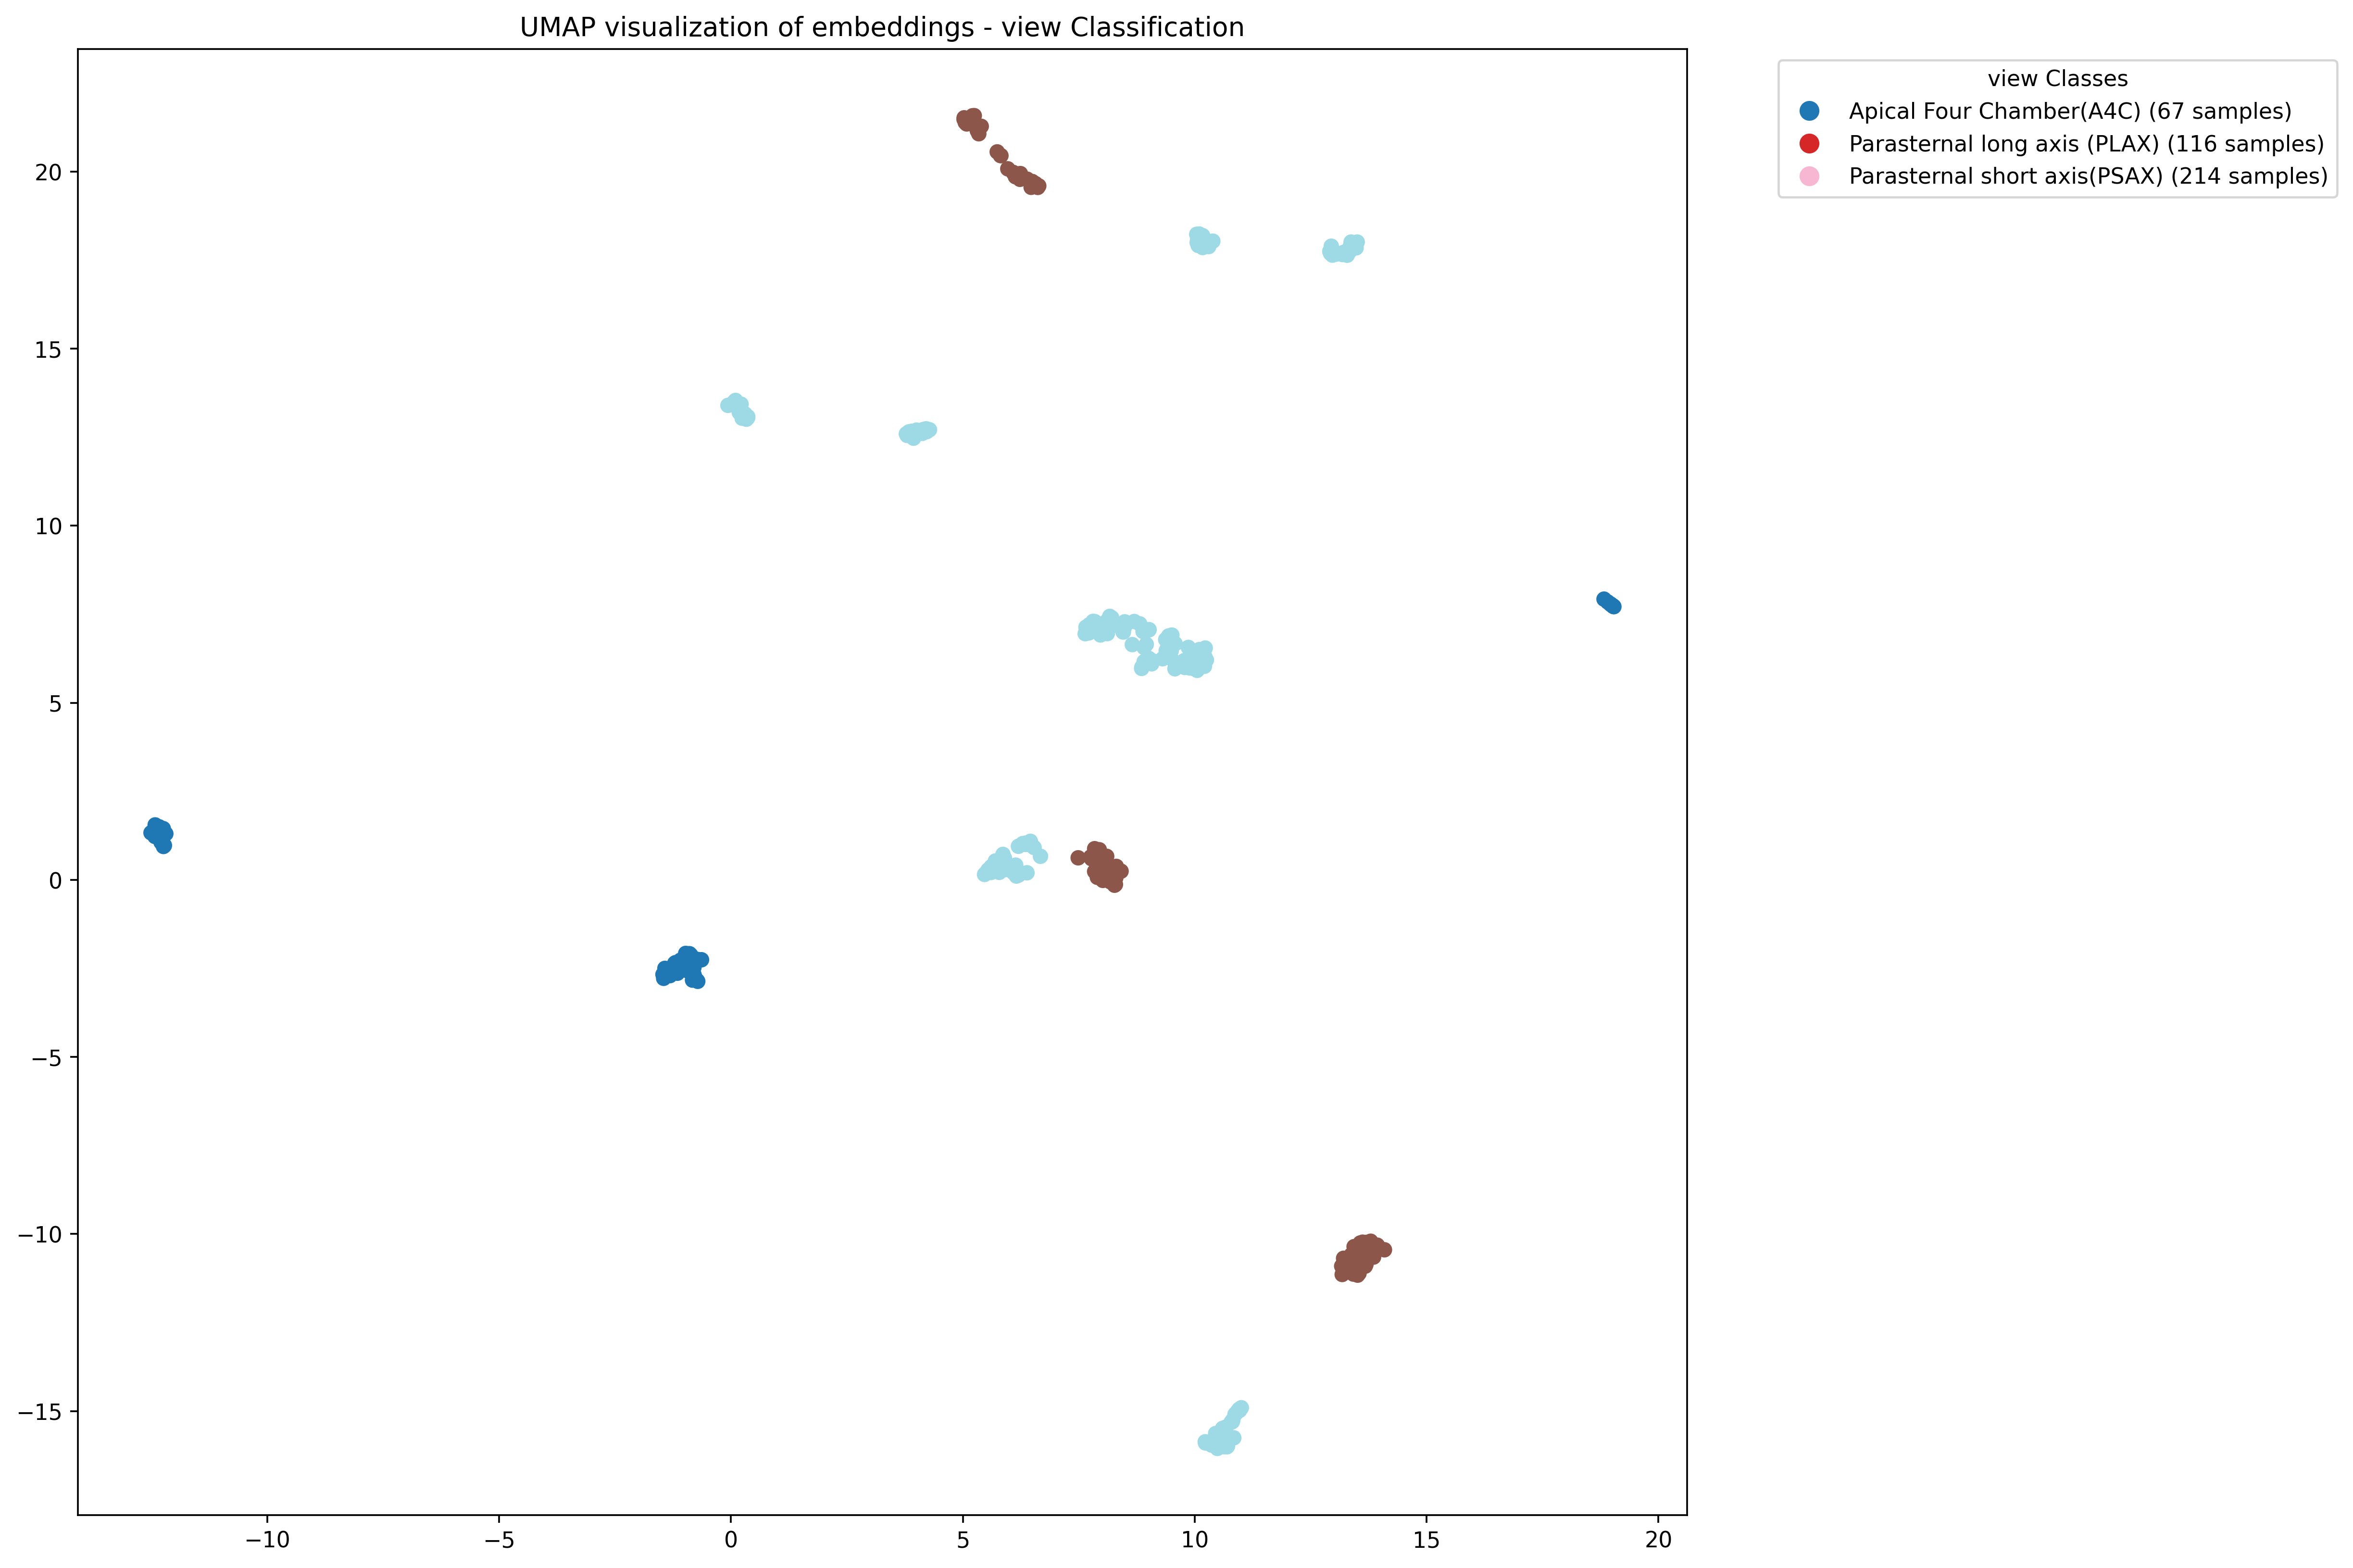 UMAP visualization of embeddings - view Classification
view Classes
Apical Four Chamber(A4C) (67 samples)
Parasternal long axis (PLAX) (116 samples)
Parasternal short axis(PSAX) (214 samples)
20
15
10
5
0
−5
−10
−15
−10 −5 0 5 10 15 20